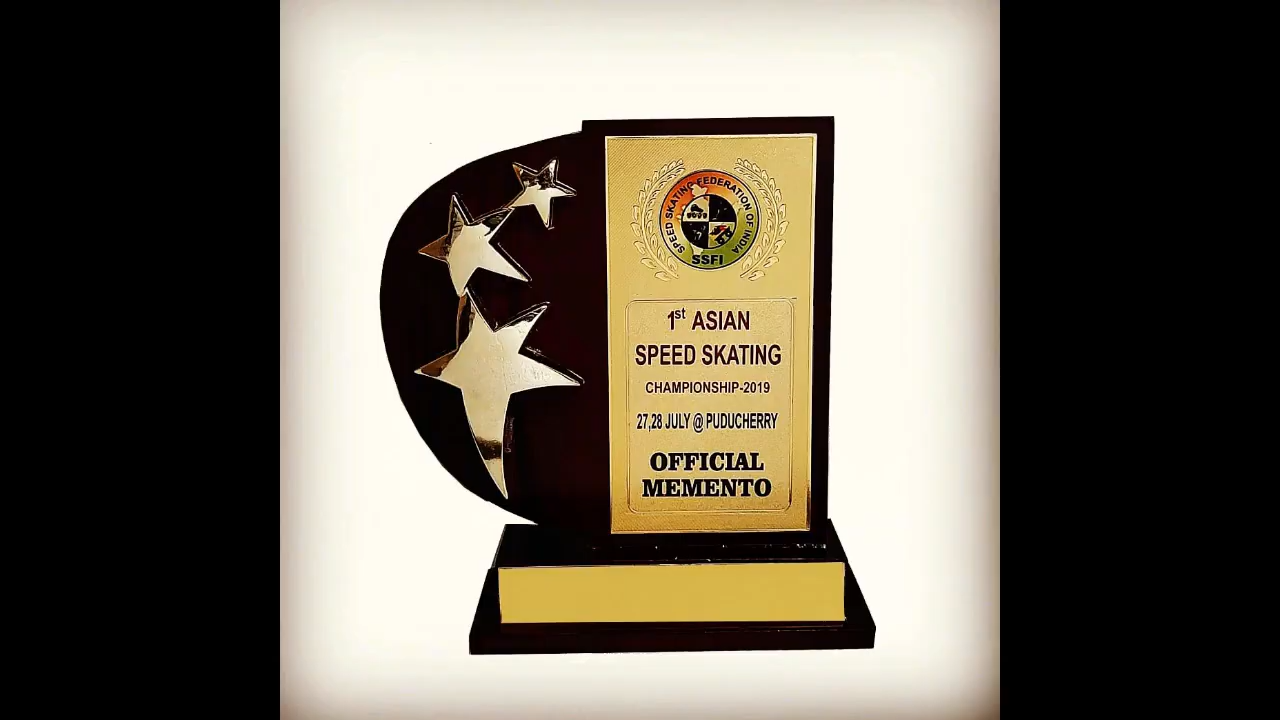 SPEED SKATING FEDERATION OF INDIA
SSFI
1st ASIAN
SPEED SKATING
CHAMPIONSHIP-2019
27,28 JULY @ PUDUCHERRY
OFFICIAL
MEMENTO